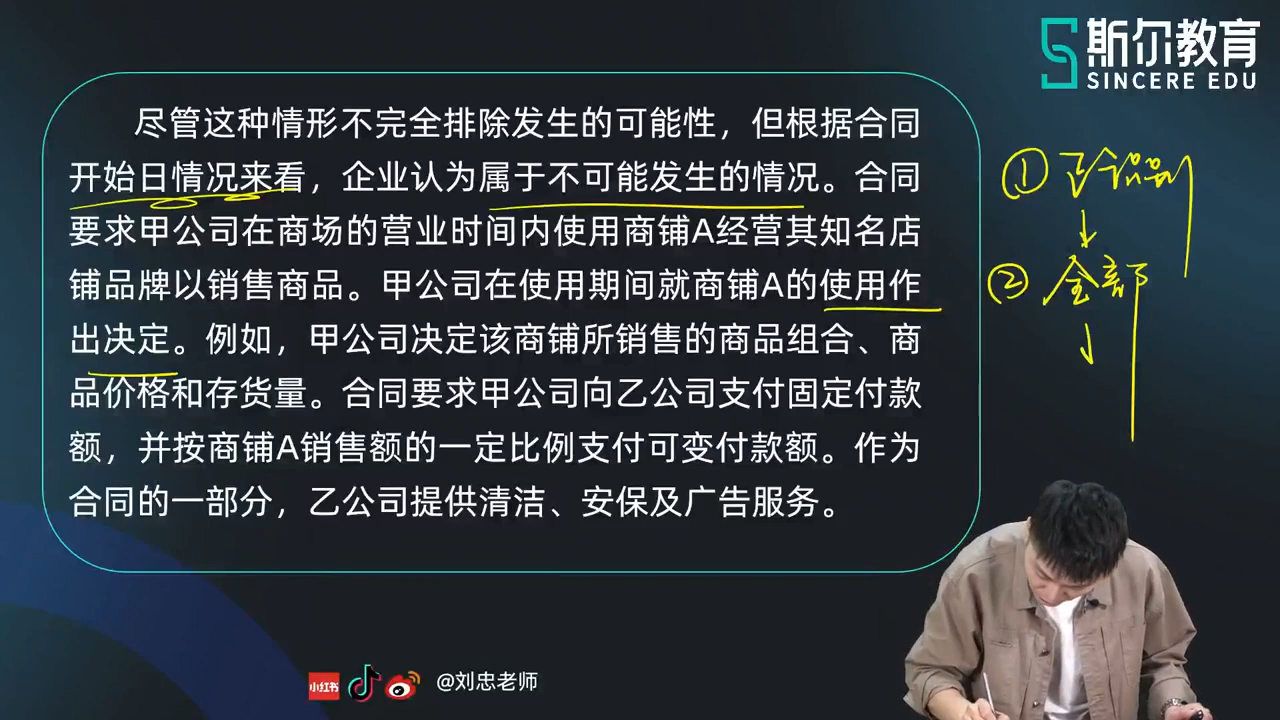 斯尔教育
SINCERE EDU
尽管这种情形不完全排除发生的可能性，但根据合同
开始日情况来看，企业认为属于不可能发生的情况。合同
要求甲公司在商场的营业时间内使用商铺A经营其知名店
铺品牌以销售商品。甲公司在使用期间就商铺A的使用作
出决定。例如，甲公司决定该商铺所销售的商品组合、商
品价格和存货量。合同要求甲公司向乙公司支付固定付款
额，并按商铺A销售额的一定比例支付可变付款额。作为
合同的一部分，乙公司提供清洁、安保及广告服务。
① 可识别
② 全部
小红书
@刘忠老师